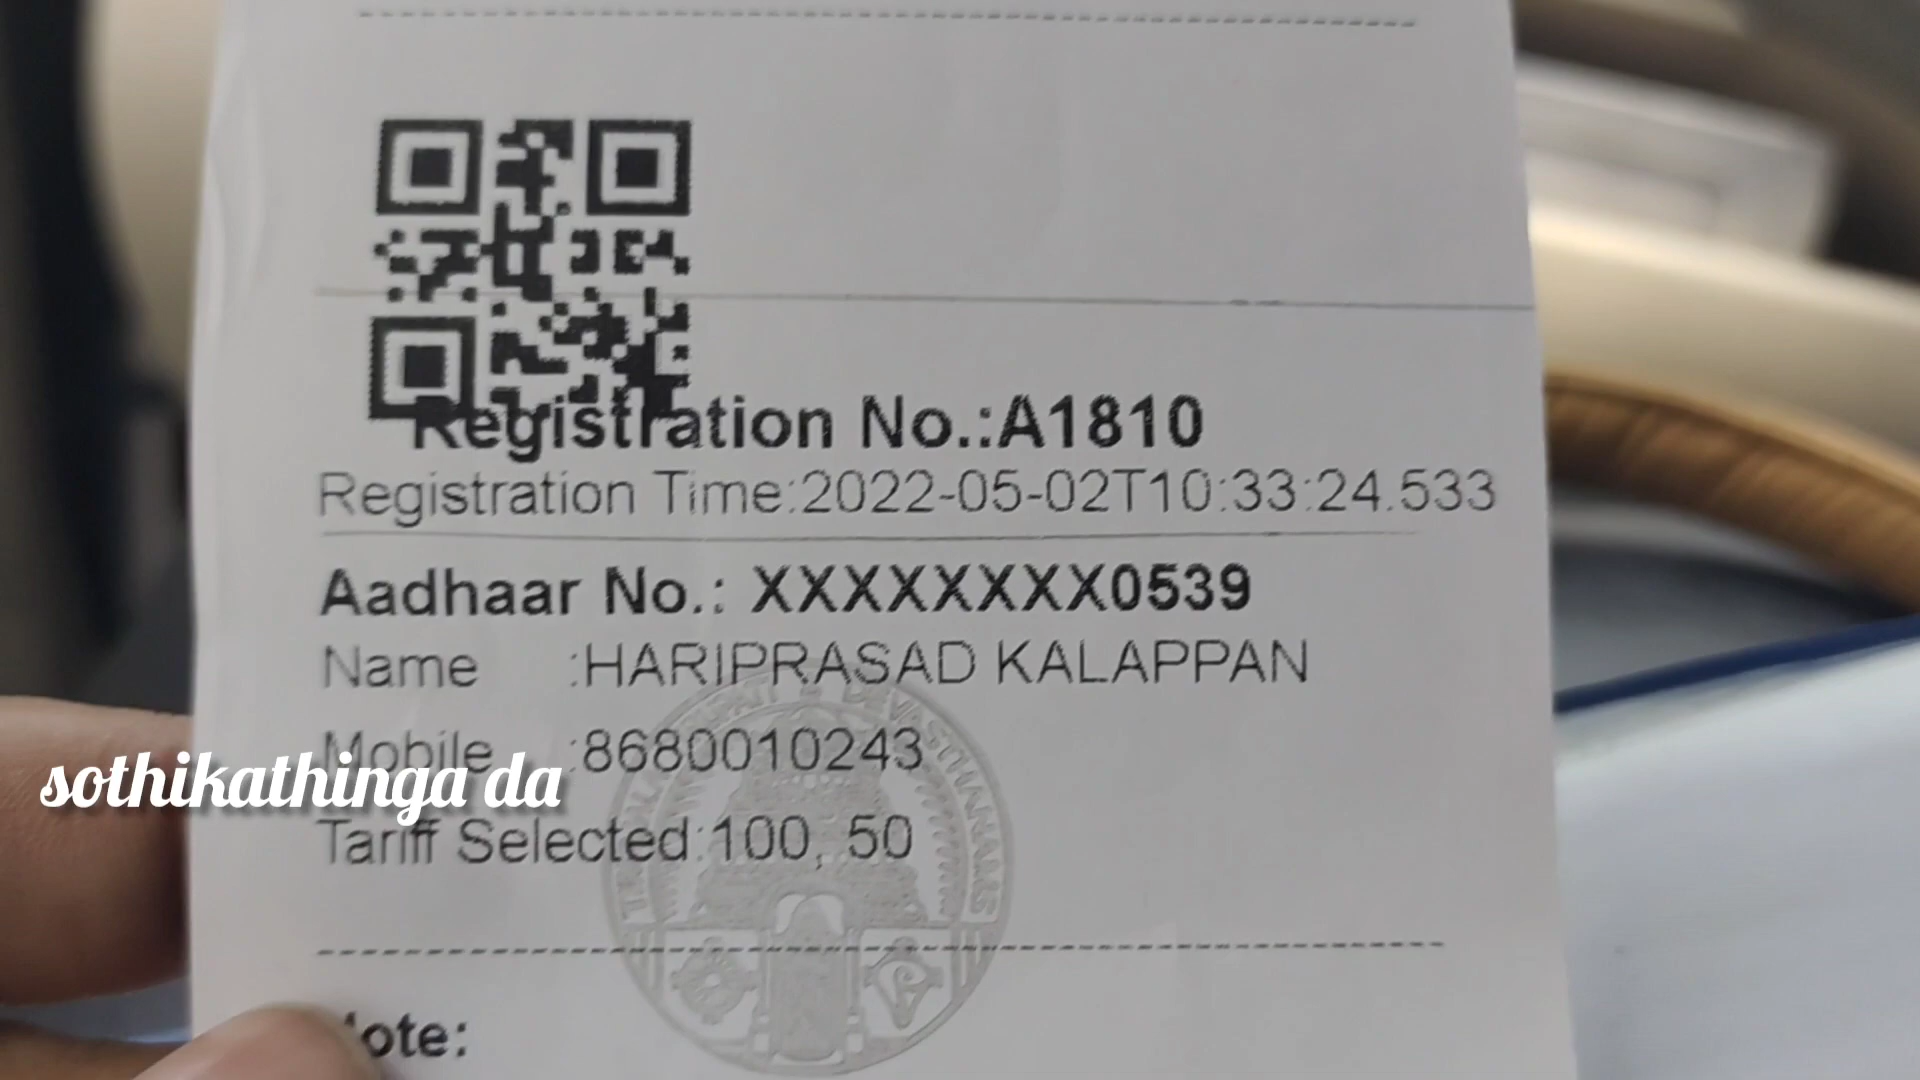 Registration No.:A1810
Registration Time:2022-05-02T10:33:24.533
Aadhaar No.: XXXXXXXX0539
Name :HARIPRASAD KALAPPAN
Mobile :8680010243
sothikathinga da
Tariff Selected:100, 50
Note: